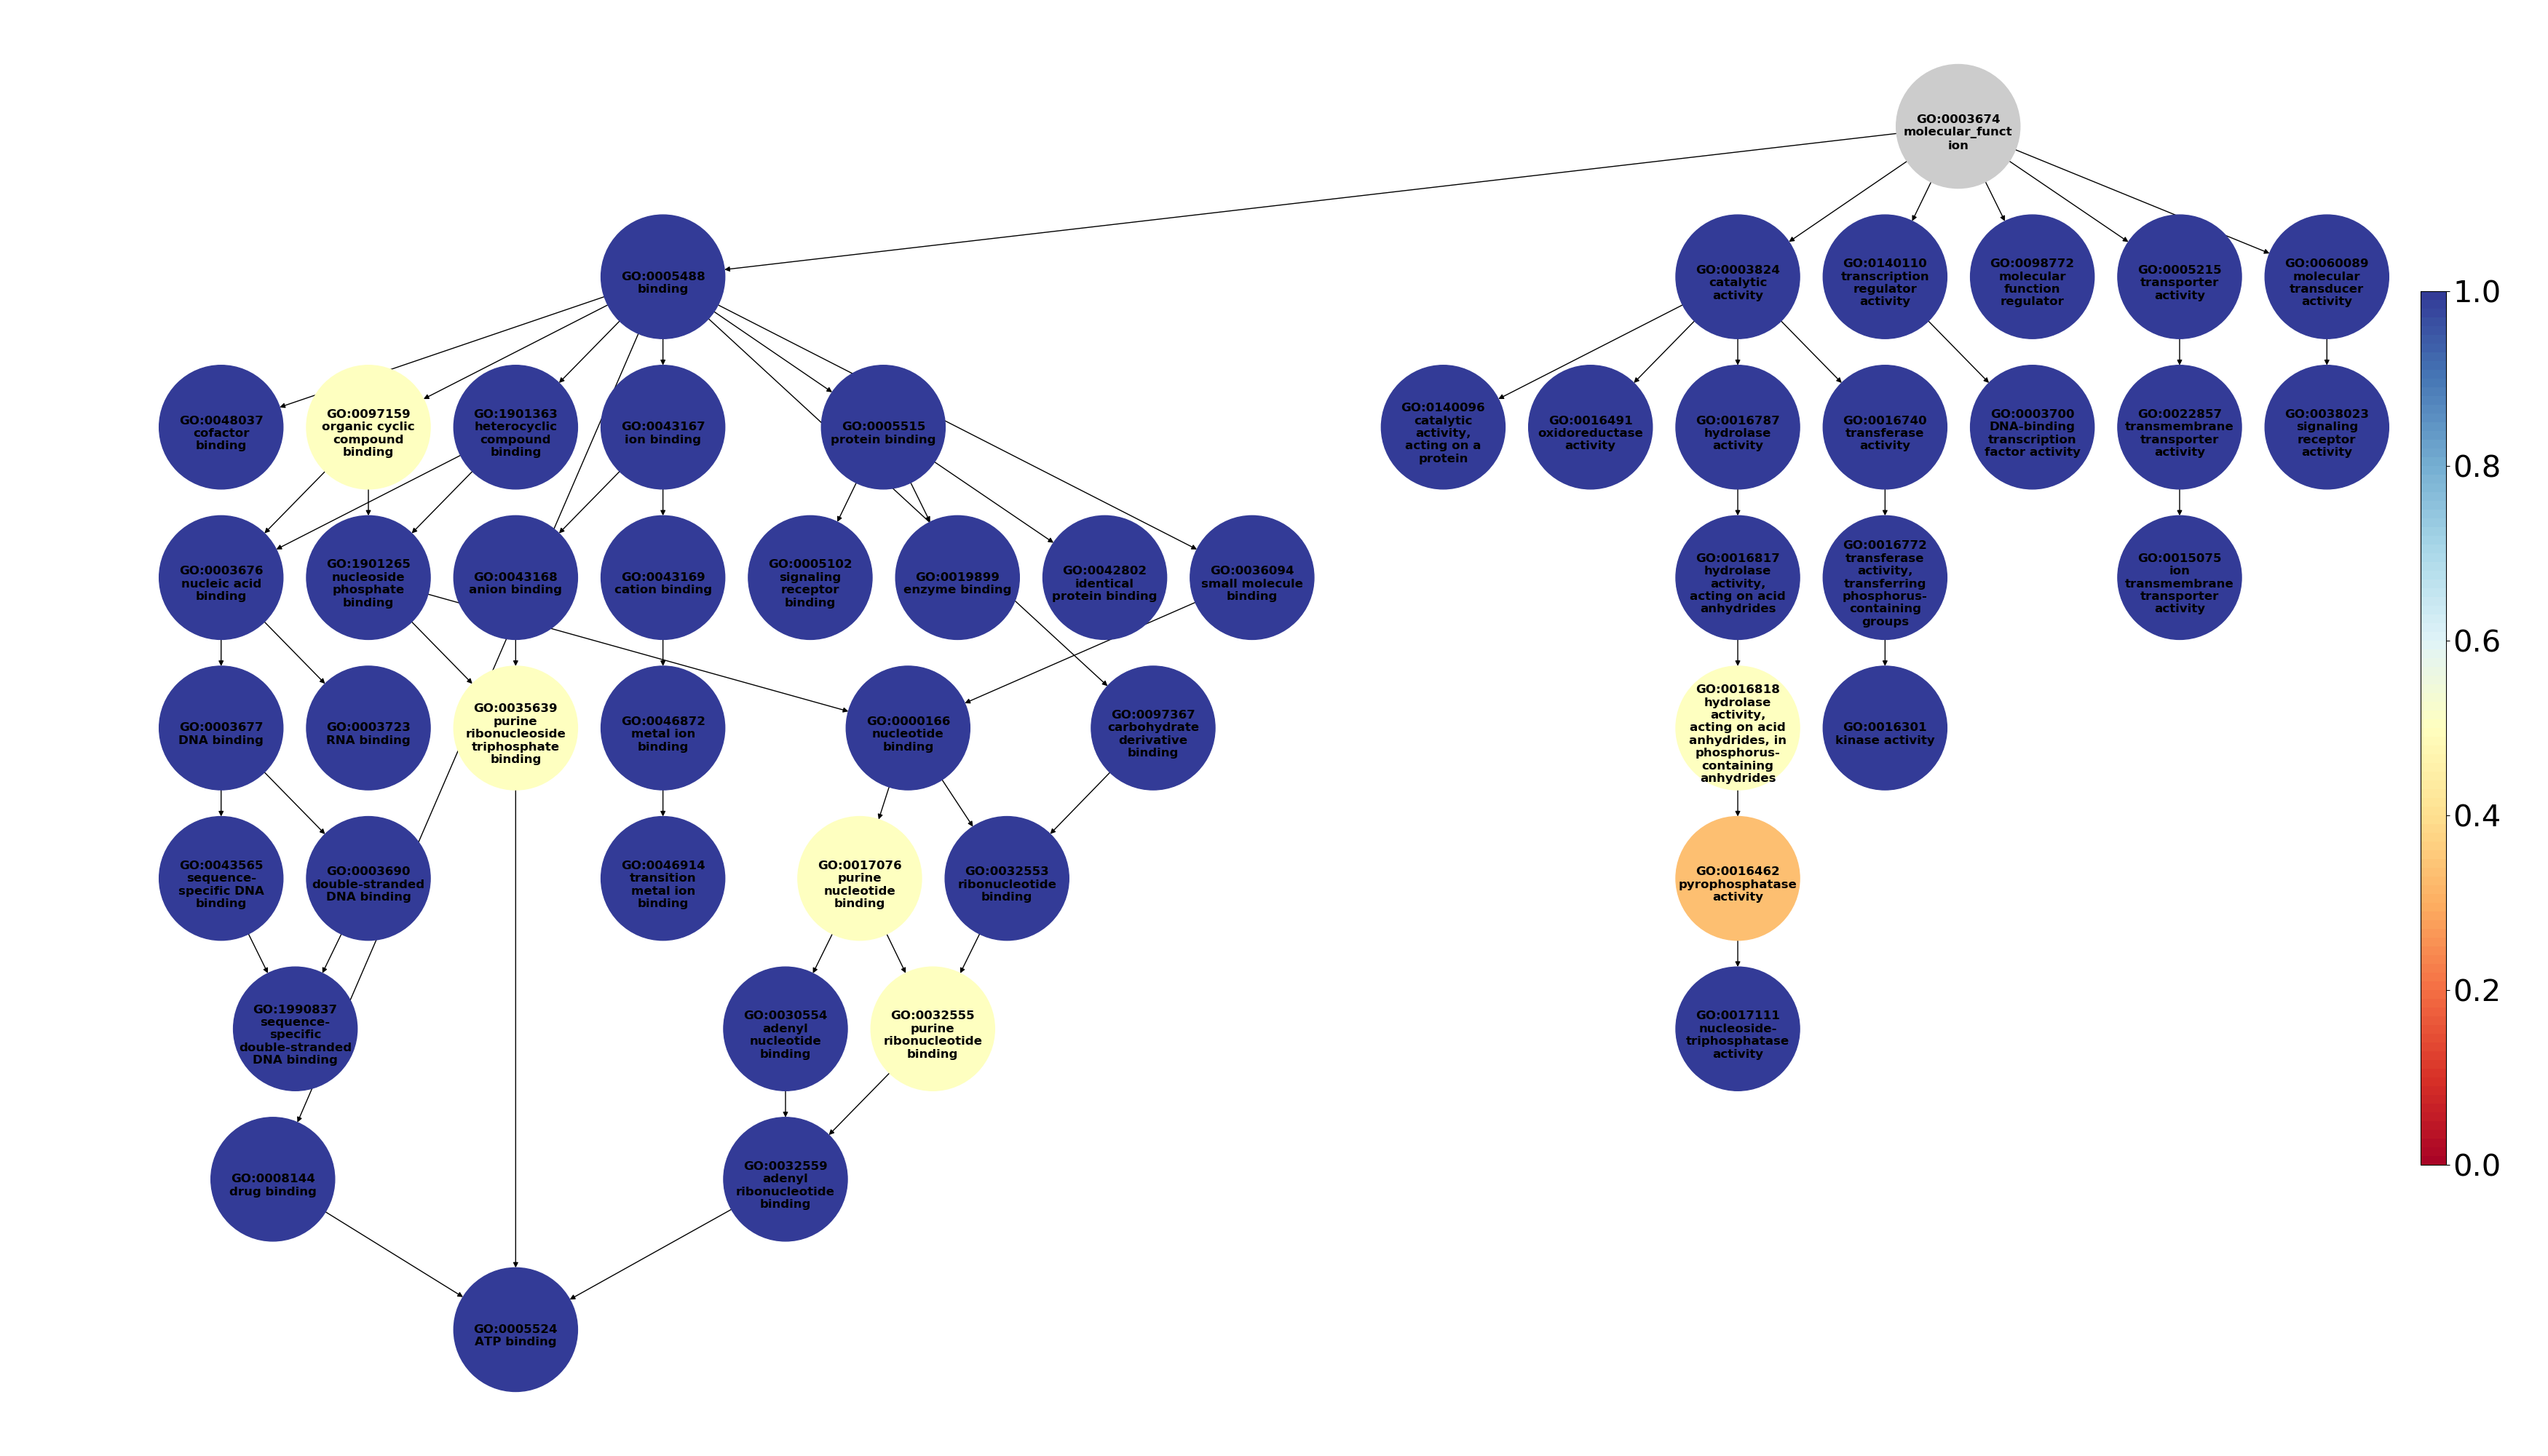 GO:0003674
molecular_funct
ion
GO:0005488
binding
GO:0003824
catalytic
activity
GO:0140110
transcription
regulator
activity
GO:0098772
molecular
function
regulator
GO:0005215
transporter
activity
GO:0060089
molecular
transducer
activity
GO:0048037
cofactor
binding
GO:0097159
organic cyclic
compound
binding
GO:1901363
heterocyclic
compound
binding
GO:0043167
ion binding
GO:0005515
protein binding
GO:0140096
catalytic
activity,
acting on a
protein
GO:0016491
oxidoreductase
activity
GO:0016787
hydrolase
activity
GO:0016740
transferase
activity
GO:0003700
DNA-binding
transcription
factor activity
GO:0022857
transmembrane
transporter
activity
GO:0038023
signaling
receptor
activity
GO:0003676
nucleic acid
binding
GO:1901265
nucleoside
phosphate
binding
GO:0043168
anion binding
GO:0043169
cation binding
GO:0005102
signaling
receptor
binding
GO:0019899
enzyme binding
GO:0042802
identical
protein binding
GO:0036094
small molecule
binding
GO:0016817
hydrolase
activity,
acting on acid
anhydrides
GO:0016772
transferase
activity,
transferring
phosphorus-
containing
groups
GO:0015075
ion
transmembrane
transporter
activity
GO:0003677
DNA binding
GO:0003723
RNA binding
GO:0035639
purine
ribonucleoside
triphosphate
binding
GO:0046872
metal ion
binding
GO:0000166
nucleotide
binding
GO:0097367
carbohydrate
derivative
binding
GO:0016818
hydrolase
activity,
acting on acid
anhydrides, in
phosphorus-
containing
anhydrides
GO:0016301
kinase activity
GO:0043565
sequence-
specific DNA
binding
GO:0003690
double-stranded
DNA binding
GO:0046914
transition
metal ion
binding
GO:0017076
purine
nucleotide
binding
GO:0032553
ribonucleotide
binding
GO:0016462
pyrophosphatase
activity
GO:1990837
sequence-
specific
double-stranded
DNA binding
GO:0030554
adenyl
nucleotide
binding
GO:0032555
purine
ribonucleotide
binding
GO:0017111
nucleoside-
triphosphatase
activity
GO:0008144
drug binding
GO:0032559
adenyl
ribonucleotide
binding
GO:0005524
ATP binding
1.0
0.8
0.6
0.4
0.2
0.0